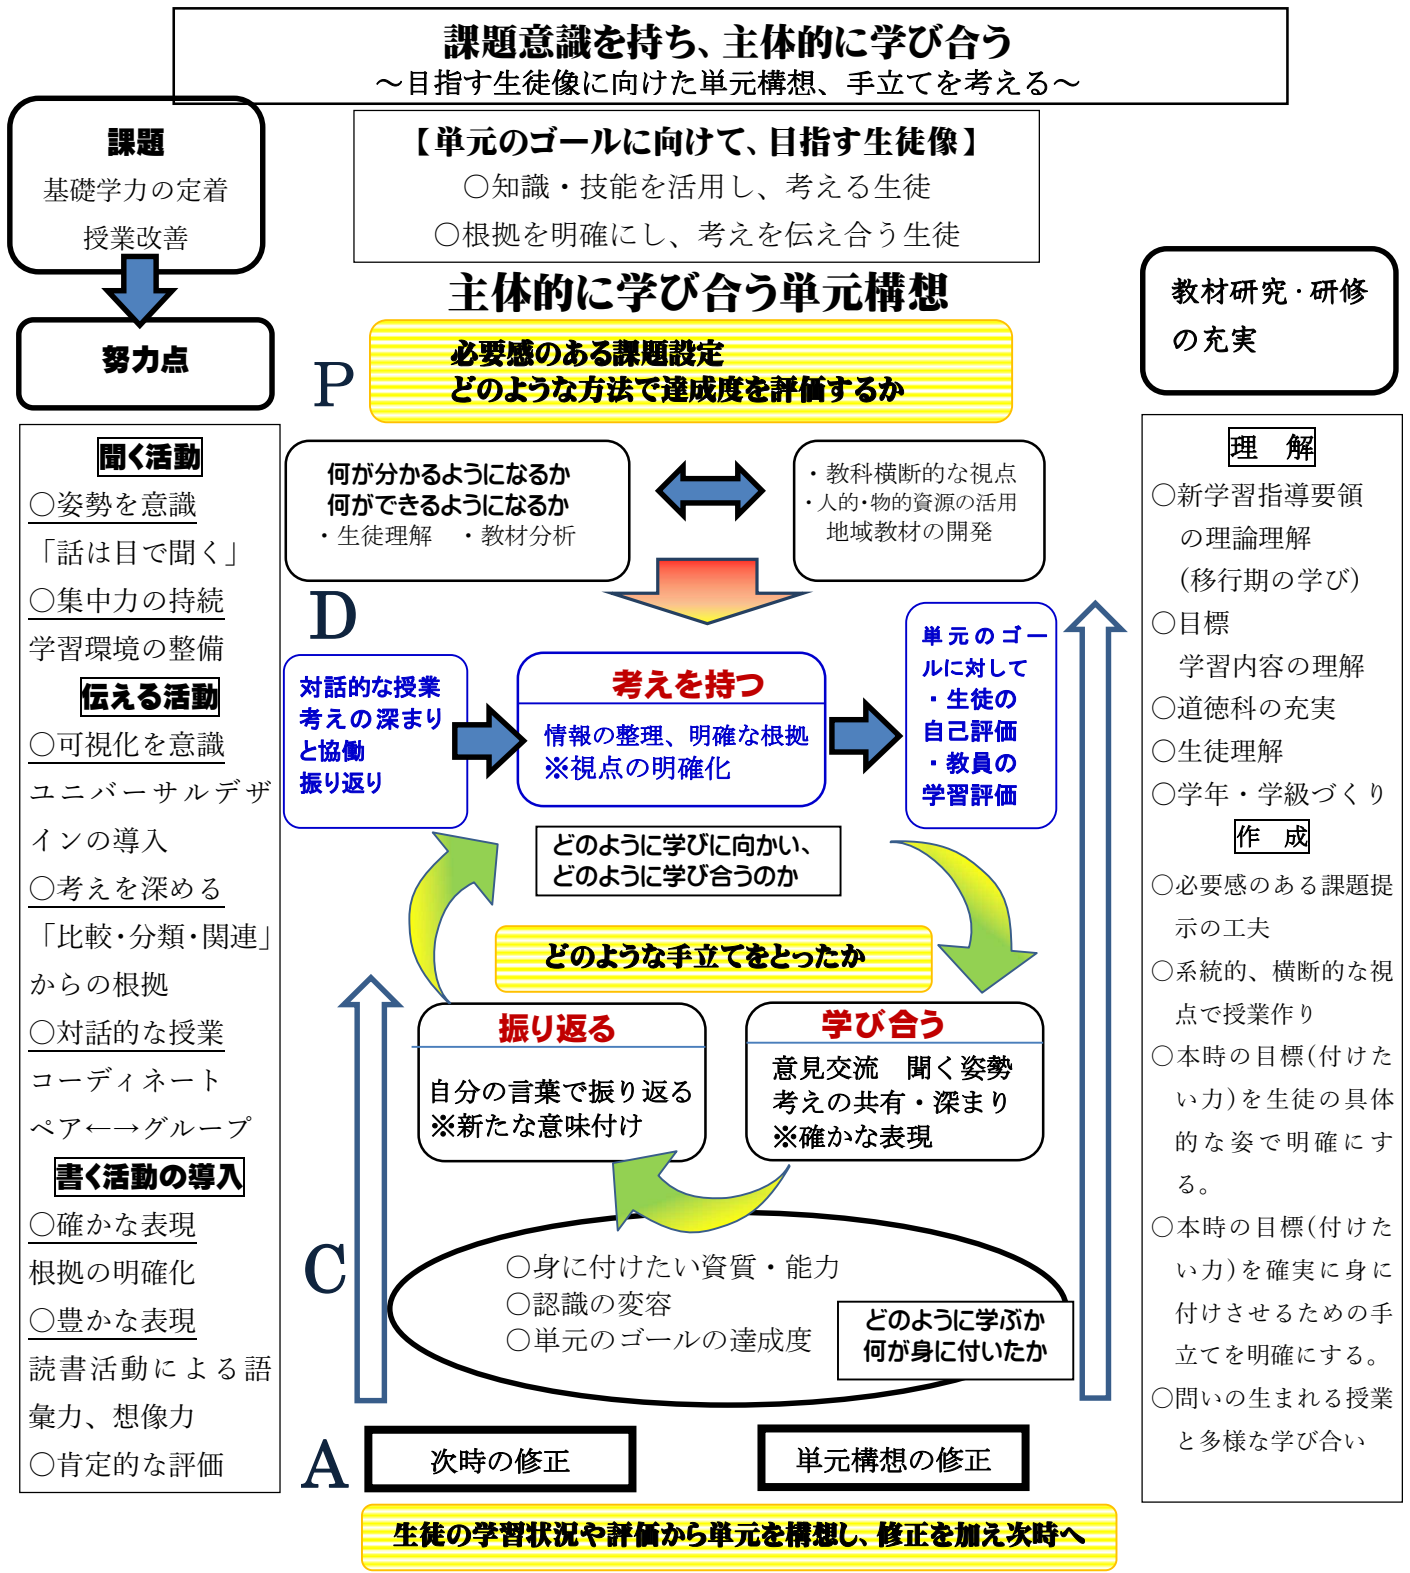 課題意識を持ち、主体的に学び合う
～目指す生徒像に向けた単元構想、手立てを考える～
課題
基礎学力の定着
授業改善
努力点
【単元のゴールに向けて、目指す生徒像】
○知識・技能を活用し、考える生徒
○根拠を明確にし、考えを伝え合う生徒
主体的に学び合う単元構想
教材研究・研修
の充実
P
必要感のある課題設定
どのような方法で達成度を評価するか
聞く活動
○姿勢を意識
「話は目で聞く」
○集中力の持続
学習環境の整備
伝える活動
○可視化を意識
ユニバーサルデザ
インの導入
○考えを深める
「比較・分類・関連」
からの根拠
○対話的な授業
コーディネート
ペア←→グループ
書く活動の導入
○確かな表現
根拠の明確化
○豊かな表現
読書活動による語
彙力、想像力
○肯定的な評価
何が分かるようになるか
何ができるようになるか
・生徒理解　・教材分析
・教科横断的な視点
・人的・物的資源の活用
地域教材の開発
D
対話的な授業
考えの深まり
と協働
振り返り
考えを持つ
情報の整理、明確な根拠
※視点の明確化
単元のゴー
ルに対して
・生徒の
自己評価
・教員の
学習評価
どのように学びに向かい、
どのように学び合うのか
どのような手立てをとったか
振り返る
自分の言葉で振り返る
※新たな意味付け
学び合う
意見交流　聞く姿勢
考えの共有・深まり
※確かな表現
C
○身に付けたい資質・能力
○認識の変容
○単元のゴールの達成度
どのように学ぶか
何が身に付いたか
A
次時の修正
単元構想の修正
生徒の学習状況や評価から単元を構想し、修正を加え次時へ
理　解
○新学習指導要領
の理論理解
(移行期の学び)
○目標
学習内容の理解
○道徳科の充実
○生徒理解
○学年・学級づくり
作　成
○必要感のある課題提
示の工夫
○系統的、横断的な視
点で授業作り
○本時の目標(付けた
い力)を生徒の具体
的な姿で明確にす
る。
○本時の目標(付けた
い力)を確実に身に
付けさせるための手
立てを明確にする。
○問いの生まれる授業
と多様な学び合い